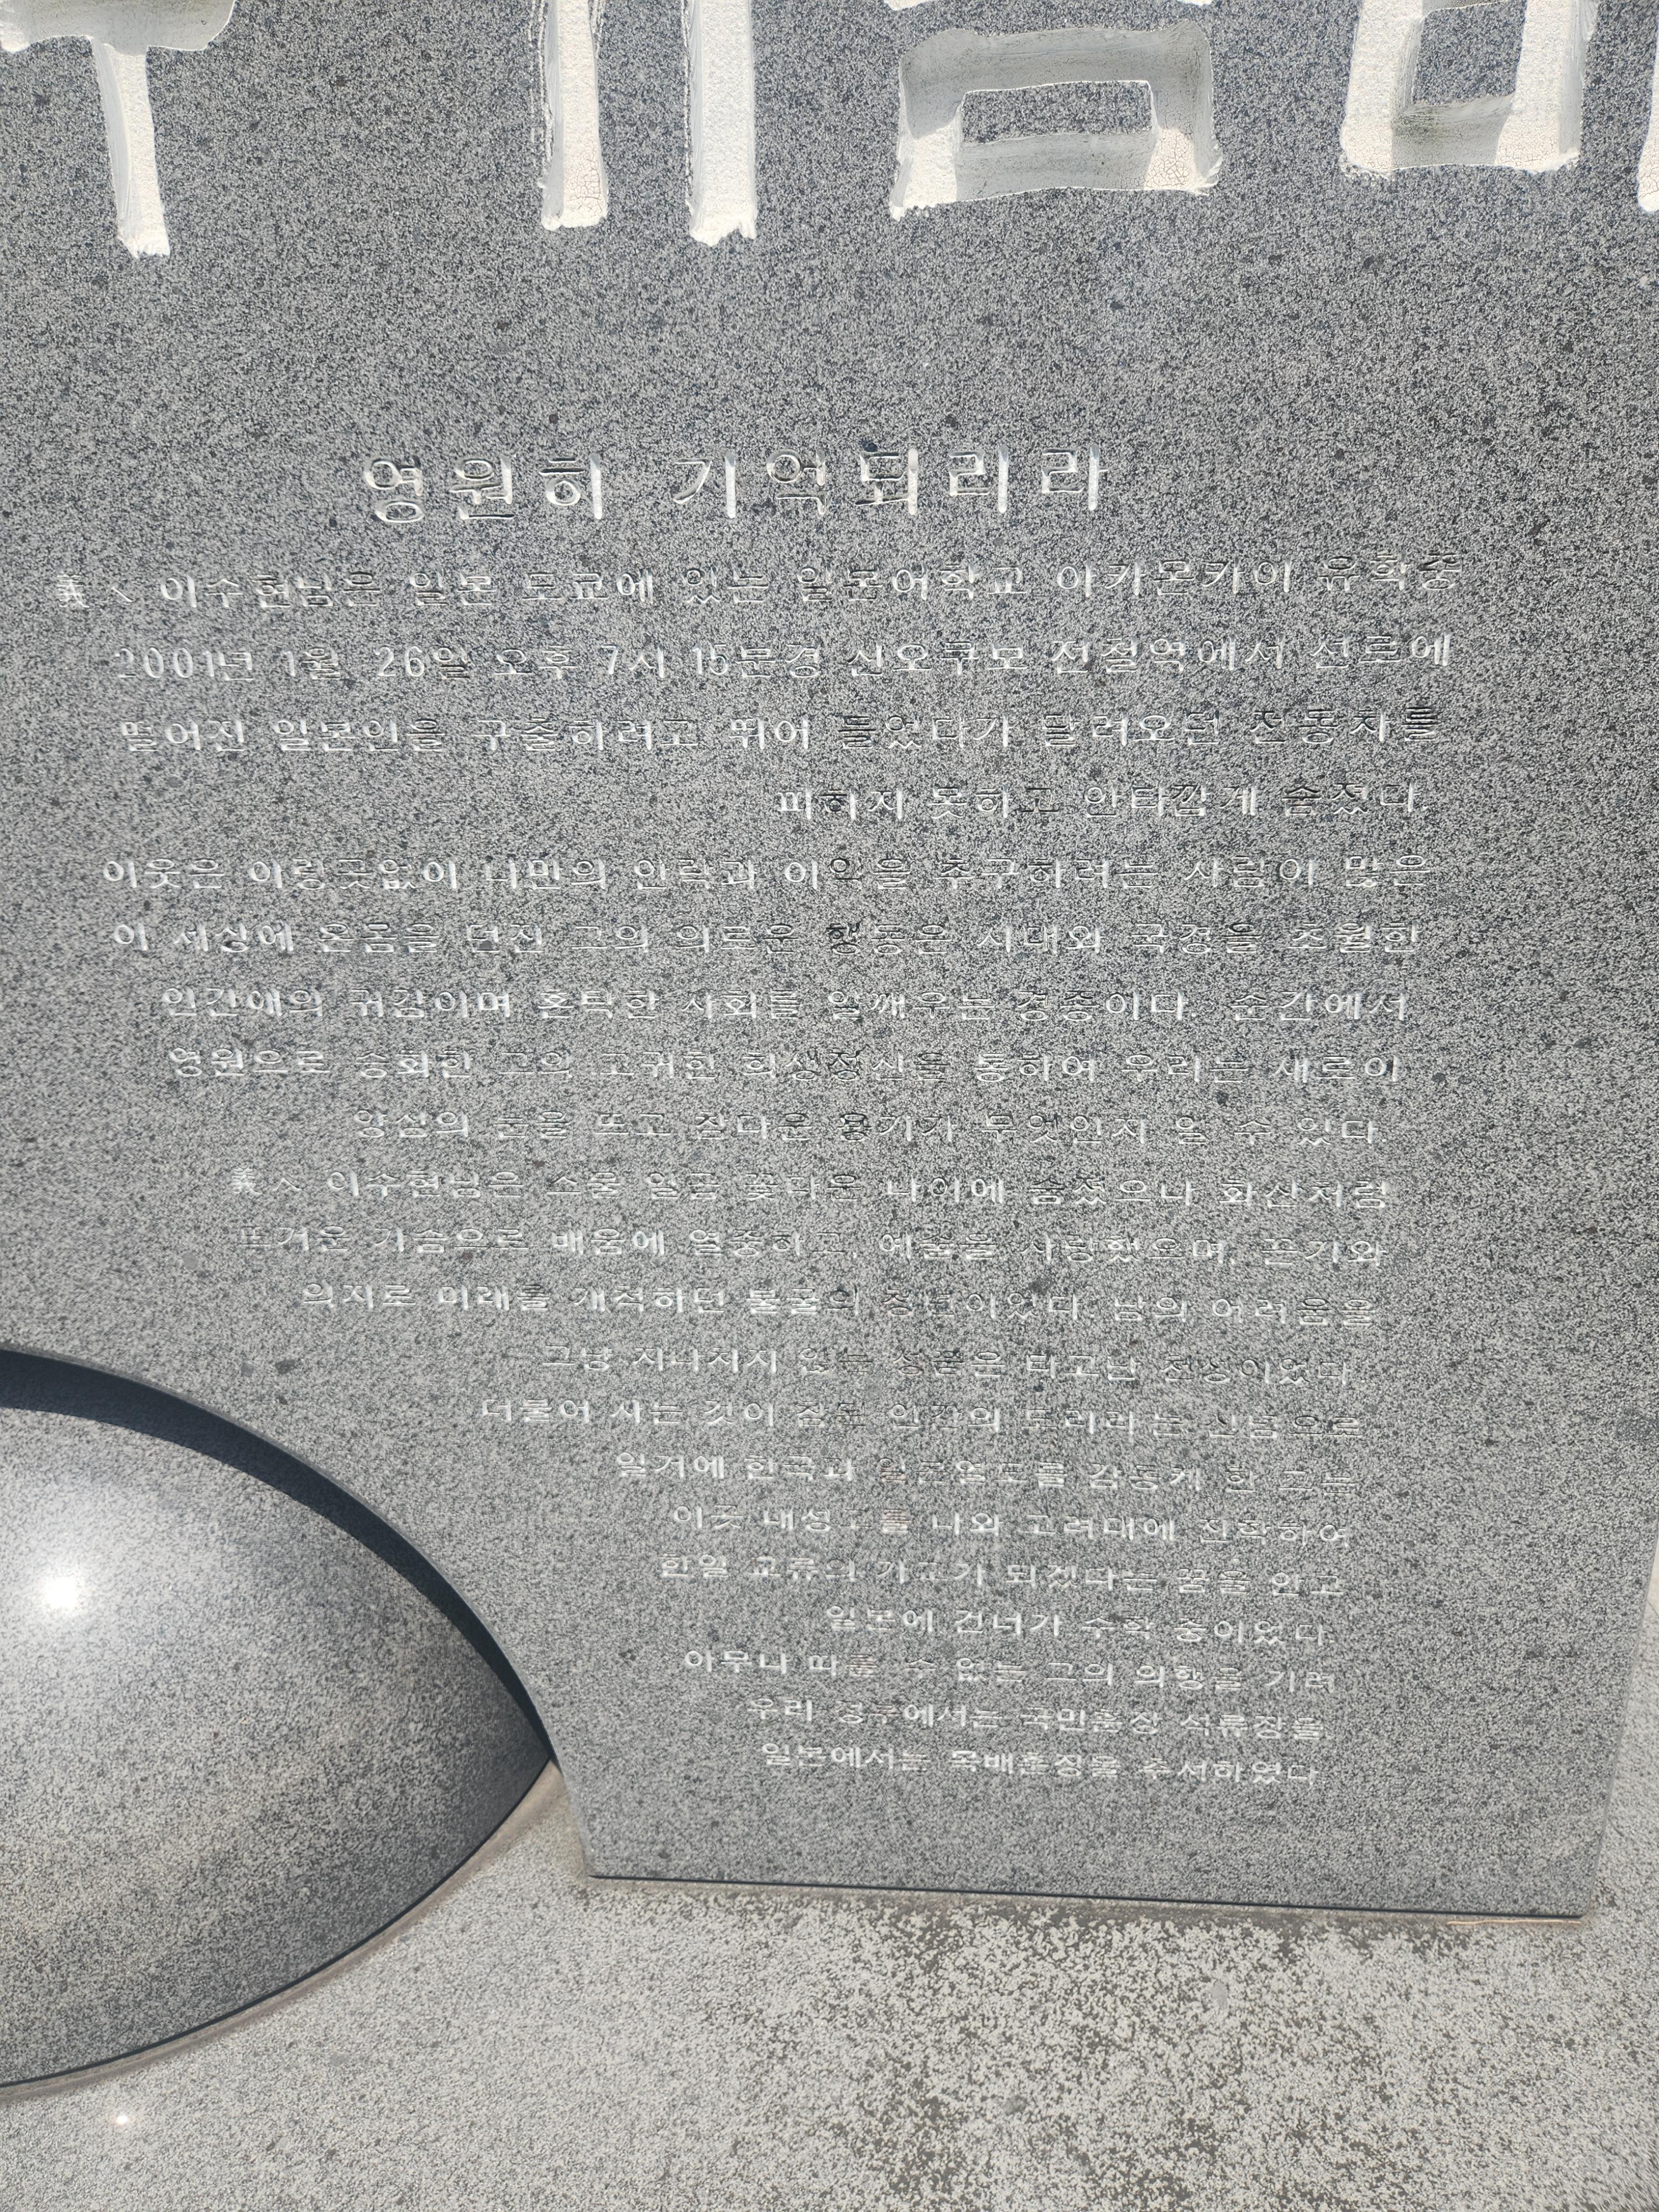 영원히 기억되리라
義人 이수현님은 일본 도쿄에 있는 일본어학교 아카몬카이 유학중
2001년 1월 26일 오후 7시 15분경 신오쿠보 전철역에서 선로에
떨어진 일본인을 구출하려고 뛰어 들었다가 달려오던 전동차를
피하지 못하고 안타깝게 숨졌다.
이웃은 아랑곳없이 나만의 안락과 이익을 추구하려는 사람이 많은
이 세상에 온몸을 던진 그의 의로운 행동은 시대와 국경을 초월한
인간애의 귀감이며 혼탁한 사회를 일깨우는 경종이다. 순간에서
영원으로 승화한 그의 고귀한 희생정신을 통하여 우리는 새로이
양심의 눈을 뜨고 참다운 용기가 무엇인지 알 수 있다.
義人 이수현님은 스물 일곱 꽃다운 나이에 숨졌으나 화신처럼
뜨거운 가슴으로 배움에 열중하고, 예술을 사랑했으며, 끈기와
의지로 미래를 개척하던 불굴의 청년이었다. 남의 어려움을
그냥 지나치지 않는 성품은 타고난 천성이었다.
더불어 사는 것이 참된 인간의 도리라는 신념으로
일거에 한국과 일본열도를 감동케 한 그는
이곳 내성고를 나와 고려대에 진학하여
한일 교류의 가교가 되겠다는 꿈을 안고
일본에 건너가 수학 중이었다.
아무나 따를 수 없는 그의 의행을 기려
우리 정부에서는 국민훈장 석류장을,
일본에서는 목배훈장을 추서하였다.